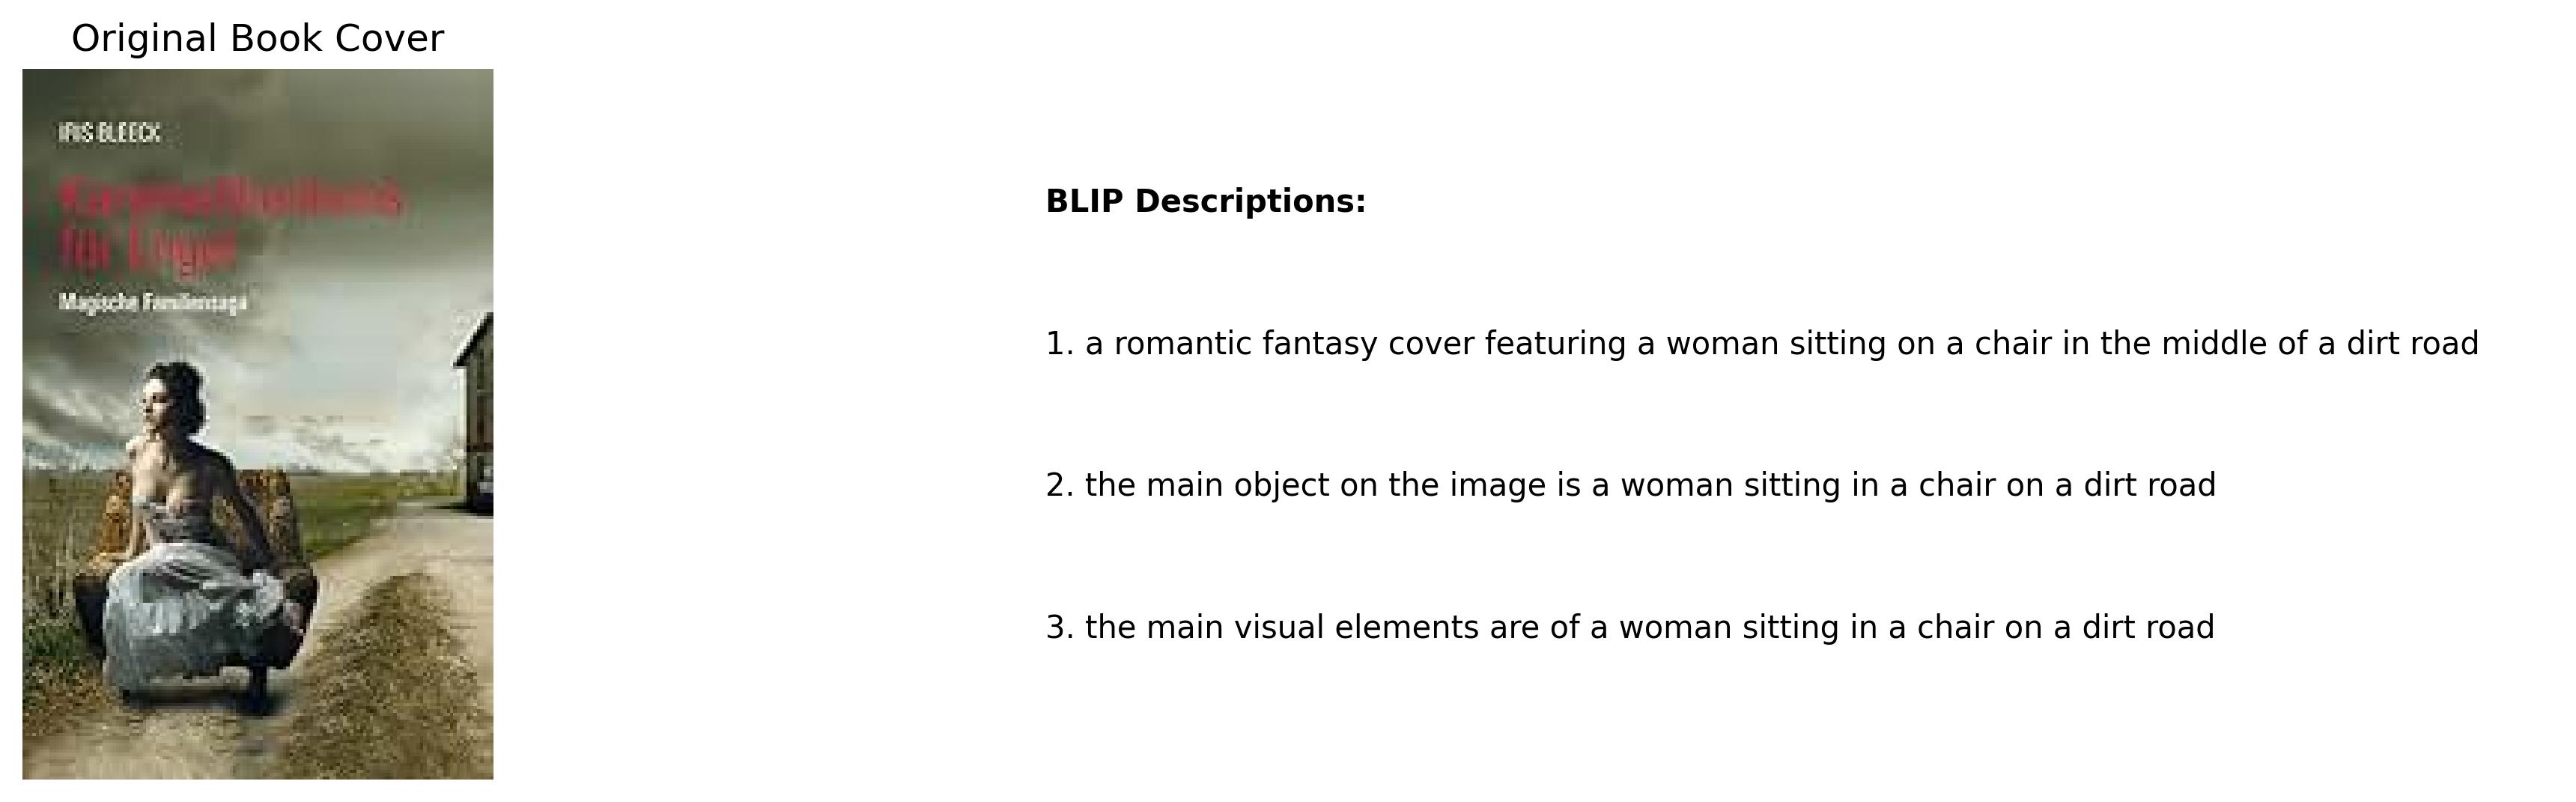 Original Book Cover
IRIS BLEECK
für Engel
Magische Familiensaga
BLIP Descriptions:
1. a romantic fantasy cover featuring a woman sitting on a chair in the middle of a dirt road
2. the main object on the image is a woman sitting in a chair on a dirt road
3. the main visual elements are of a woman sitting in a chair on a dirt road